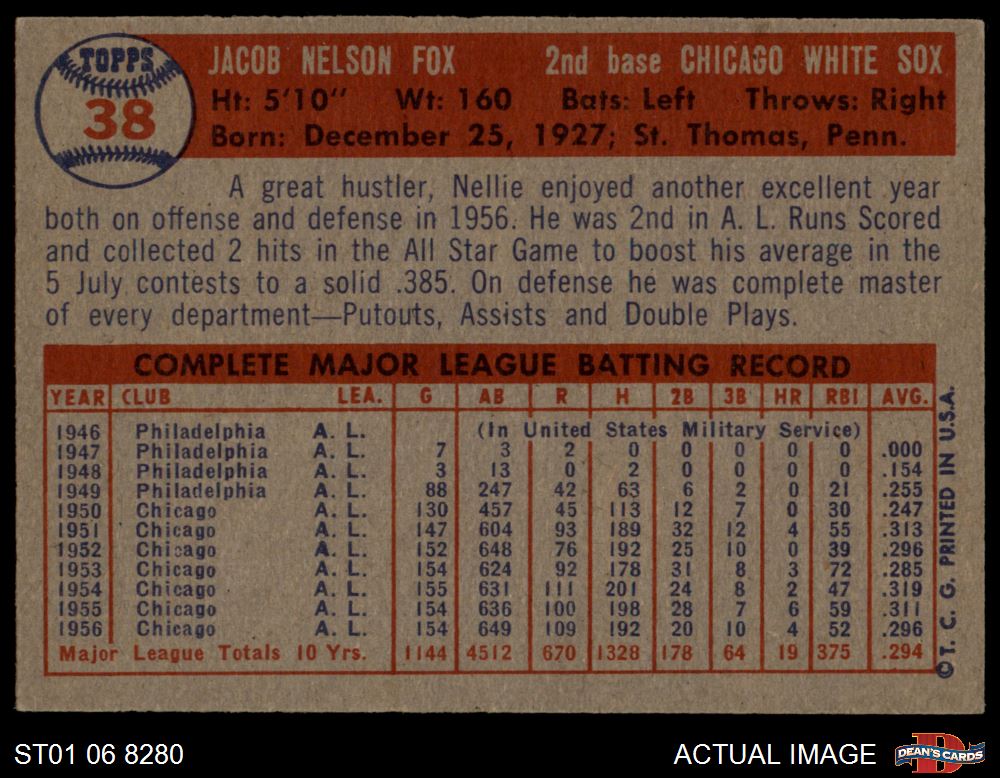 TOPPS
38
JACOB NELSON FOX 2nd base CHICAGO WHITE SOX
Ht: 5'10" Wt: 160 Bats: Left Throws: Right
Born: December 25, 1927; St. Thomas, Penn.
A great hustler, Nellie enjoyed another excellent year
both on offense and defense in 1956. He was 2nd in A. L. Runs Scored
and collected 2 hits in the All Star Game to boost his average in the
5 July contests to a solid .385. On defense he was complete master
of every department—Putouts, Assists and Double Plays.
COMPLETE MAJOR LEAGUE BATTING RECORD
YEAR CLUB LEA. G AB R H 2B 3B HR RBI AVG.
1946 Philadelphia A. L. (In United States Military Service)
1947 Philadelphia A. L. 7 3 2 0 0 0 0 0 .000
1948 Philadelphia A. L. 3 13 0 2 0 0 0 0 .154
1949 Philadelphia A. L. 88 247 42 63 6 2 0 21 .255
1950 Chicago A. L. 130 457 45 113 12 7 0 30 .247
1951 Chicago A. L. 147 604 93 189 32 12 4 55 .313
1952 Chicago A. L. 152 648 76 192 25 10 0 39 .296
1953 Chicago A. L. 154 624 92 178 31 8 3 72 .285
1954 Chicago A. L. 155 631 111 201 24 8 2 47 .319
1955 Chicago A. L. 154 636 100 198 28 7 6 59 .311
1956 Chicago A. L. 154 649 109 192 20 10 4 52 .296
Major League Totals 10 Yrs. 1144 4512 670 1328 178 64 19 375 .294
© T. C. G. PRINTED IN U.S.A.
ST01 06 8280
ACTUAL IMAGE
DEAN'S CARDS